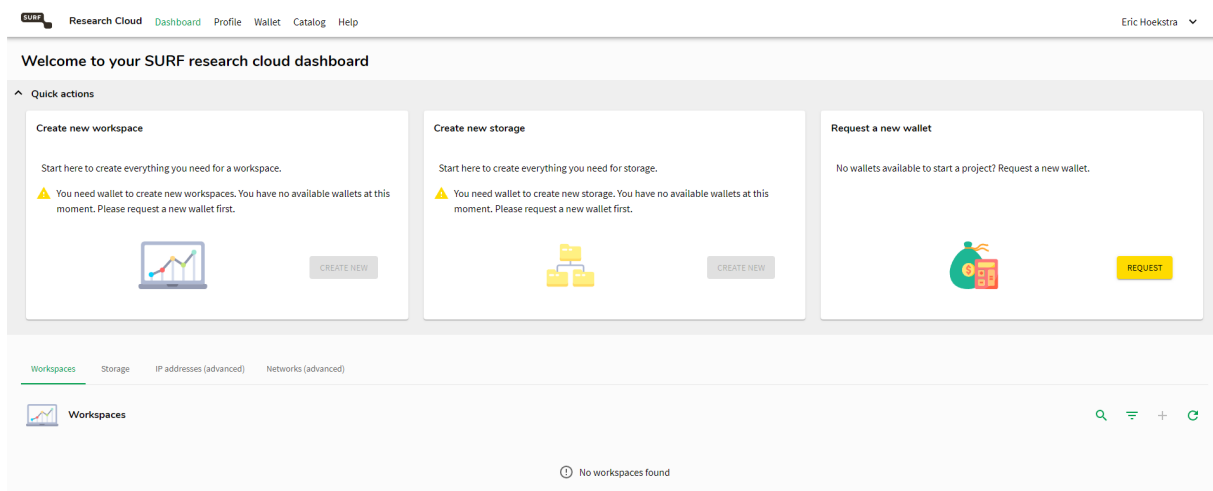 SURF Research Cloud Dashboard Profile Wallet Catalog Help Eric Hoekstra
Welcome to your SURF research cloud dashboard
Quick actions
Create new workspace
Start here to create everything you need for a workspace.
You need wallet to create new workspaces. You have no available wallets at this
moment. Please request a new wallet first.
CREATE NEW
Create new storage
Start here to create everything you need for storage.
You need wallet to create new storage. You have no available wallets at this
moment. Please request a new wallet first.
CREATE NEW
Request a new wallet
No wallets available to start a project? Request a new wallet.
REQUEST
Workspaces Storage IP addresses (advanced) Networks (advanced)
Workspaces
No workspaces found